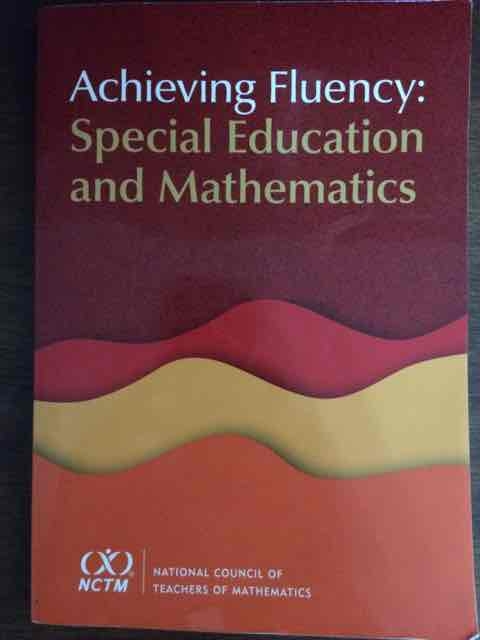 Achieving Fluency:
Special Education
and Mathematics
NCTM
NATIONAL COUNCIL OF
TEACHERS OF MATHEMATICS